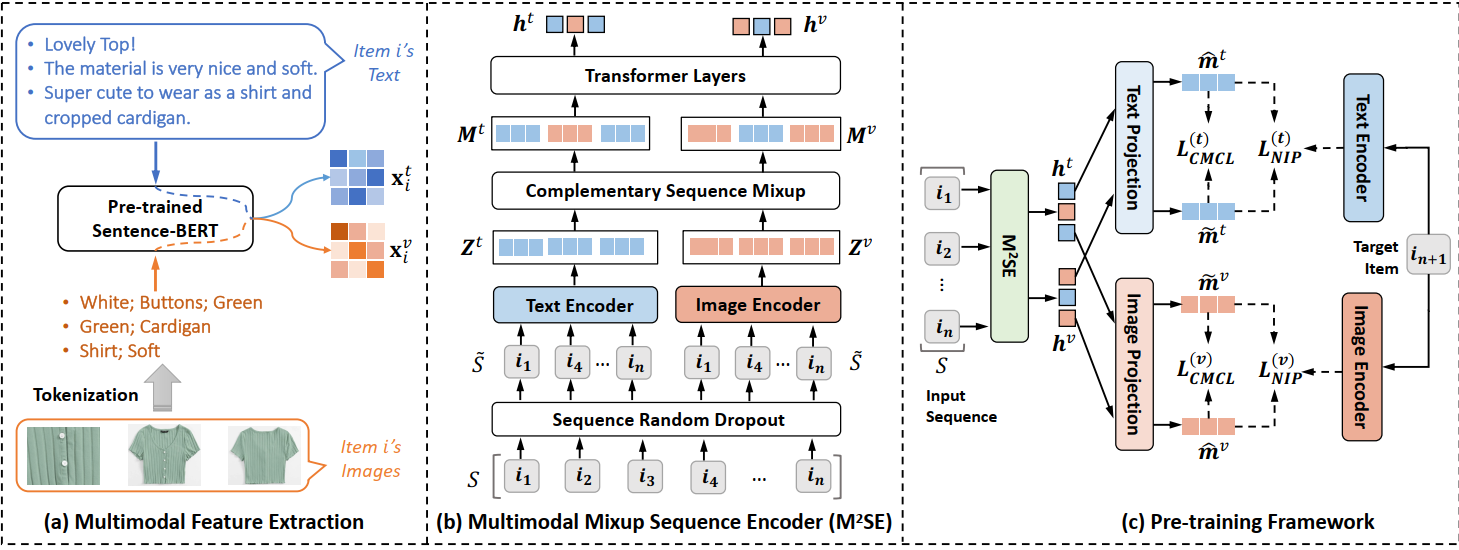 • Lovely Top!
• The material is very nice and soft.
• Super cute to wear as a shirt and
cropped cardigan.
Item i's
Text
Pre-trained
Sentence-BERT
x_i^t
x_i^v
• White; Buttons; Green
• Green; Cardigan
• Shirt; Soft
Tokenization
Item i's
Images
(a) Multimodal Feature Extraction
h^t
h^v
Transformer Layers
M^t
M^v
Complementary Sequence Mixup
Z^t
Z^v
Text Encoder
Image Encoder
S̃ i_1 i_4 ... i_n
i_1 i_4 ... i_n S̃
Sequence Random Dropout
S i_1 i_2 i_3 i_4 ... i_n
(b) Multimodal Mixup Sequence Encoder (M²SE)
i_1
i_2
⋮
i_n
S
Input
Sequence
M²SE
h^t
h^v
Text Projection
Image Projection
m̂^t
L_CMCL^(t)
L_NIP^(t)
m̃^t
m̃^v
L_CMCL^(v)
L_NIP^(v)
m̂^v
Text Encoder
Target
Item
i_{n+1}
Image Encoder
(c) Pre-training Framework